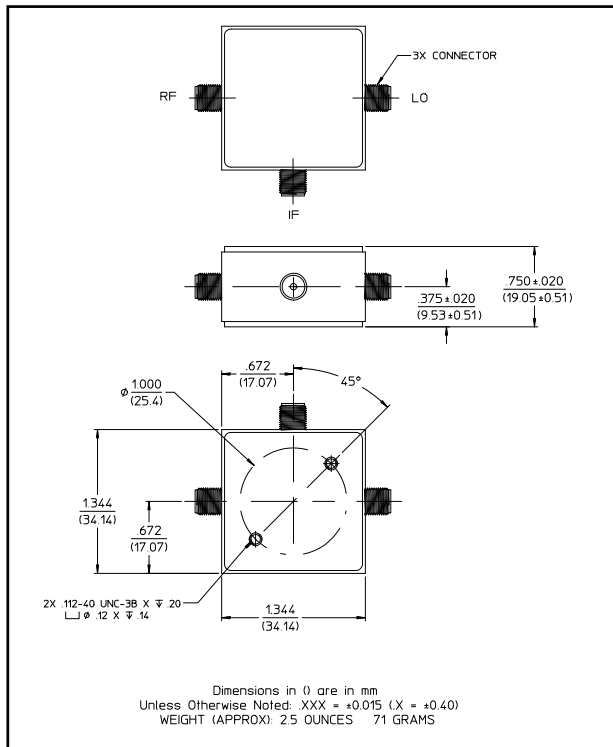 3X CONNECTOR
RF
LO
IF
.750±.020
(19.05±0.51)
.375±.020
(9.53±0.51)
.672
(17.07)
45°
⌀ 1.000
(25.4)
1.344
(34.14)
.672
(17.07)
2X .112-40 UNC-3B X ↧ .20
⌴ ⌀ .12 X ↧ .14
1.344
(34.14)
Dimensions in () are in mm
Unless Otherwise Noted: .XXX = ±0.015 (.X = ±0.40)
WEIGHT (APPROX): 2.5 OUNCES 71 GRAMS